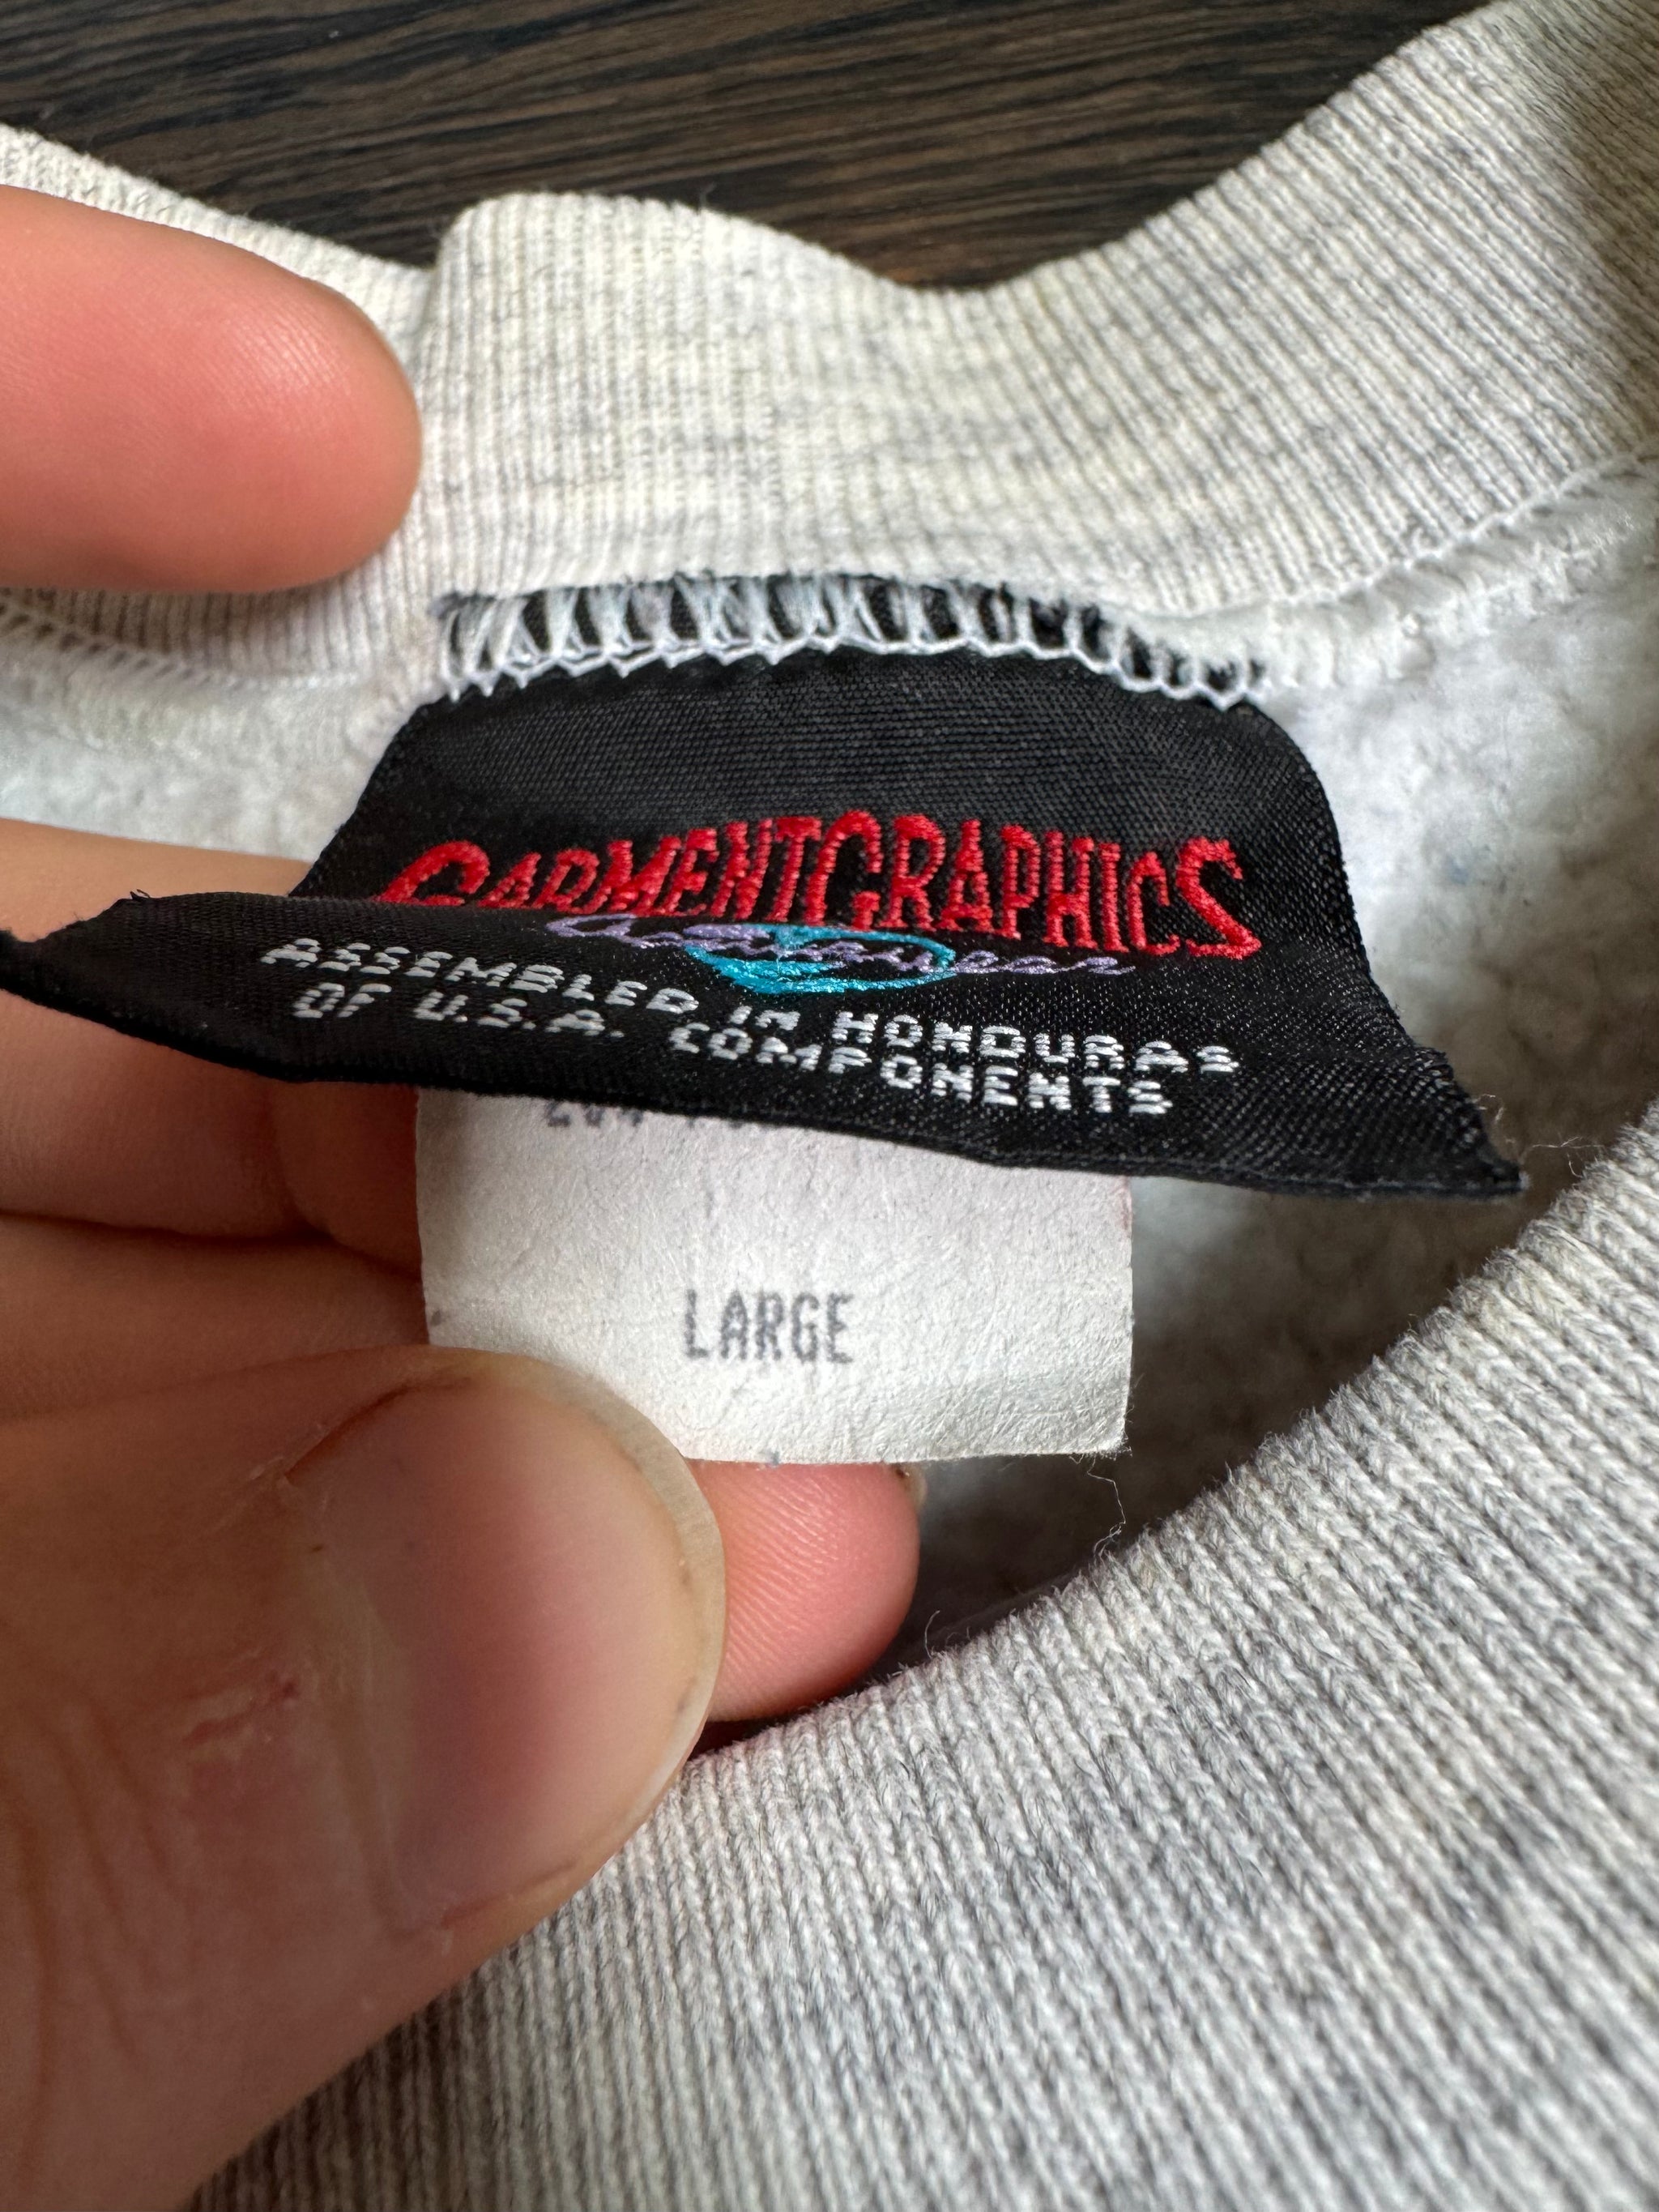 GARMENTGRAPHICS
ASSEMBLED IN HONDURAS
OF U.S.A. COMPONENTS
LARGE